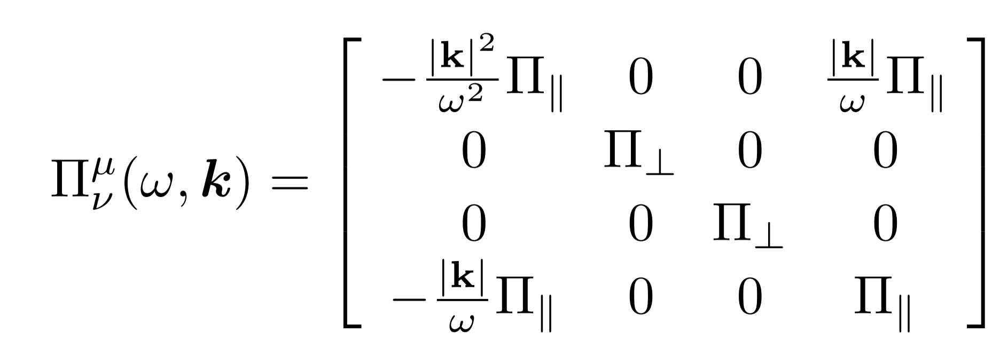 Π^μ_ν(ω, k) = [ −|k|²/ω² Π_∥ 0 0 |k|/ω Π_∥
0 Π_⊥ 0 0
0 0 Π_⊥ 0
−|k|/ω Π_∥ 0 0 Π_∥ ]